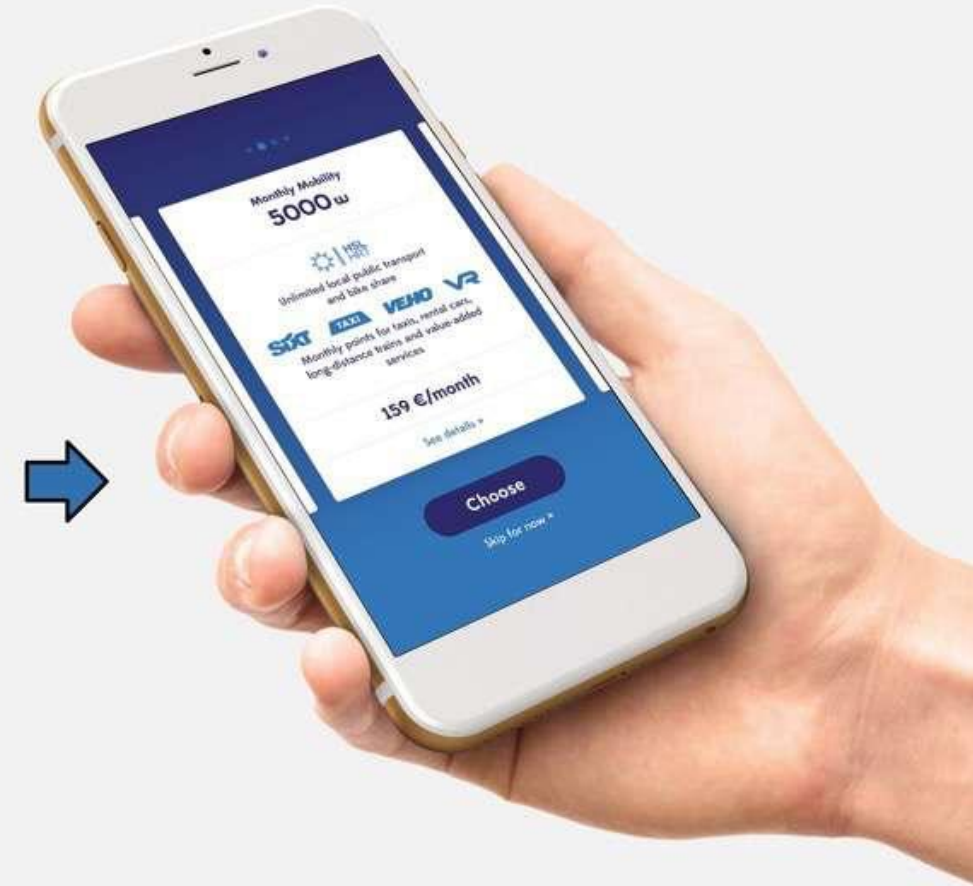 Monthly Mobility
5000 ω
HSL
HRT
Unlimited local public transport
and bike share
SIXT TAXI VEHO VR
Monthly points for taxis, rental cars,
long-distance trains and value-added
services
159 €/month
See details »
Choose
Skip for now »